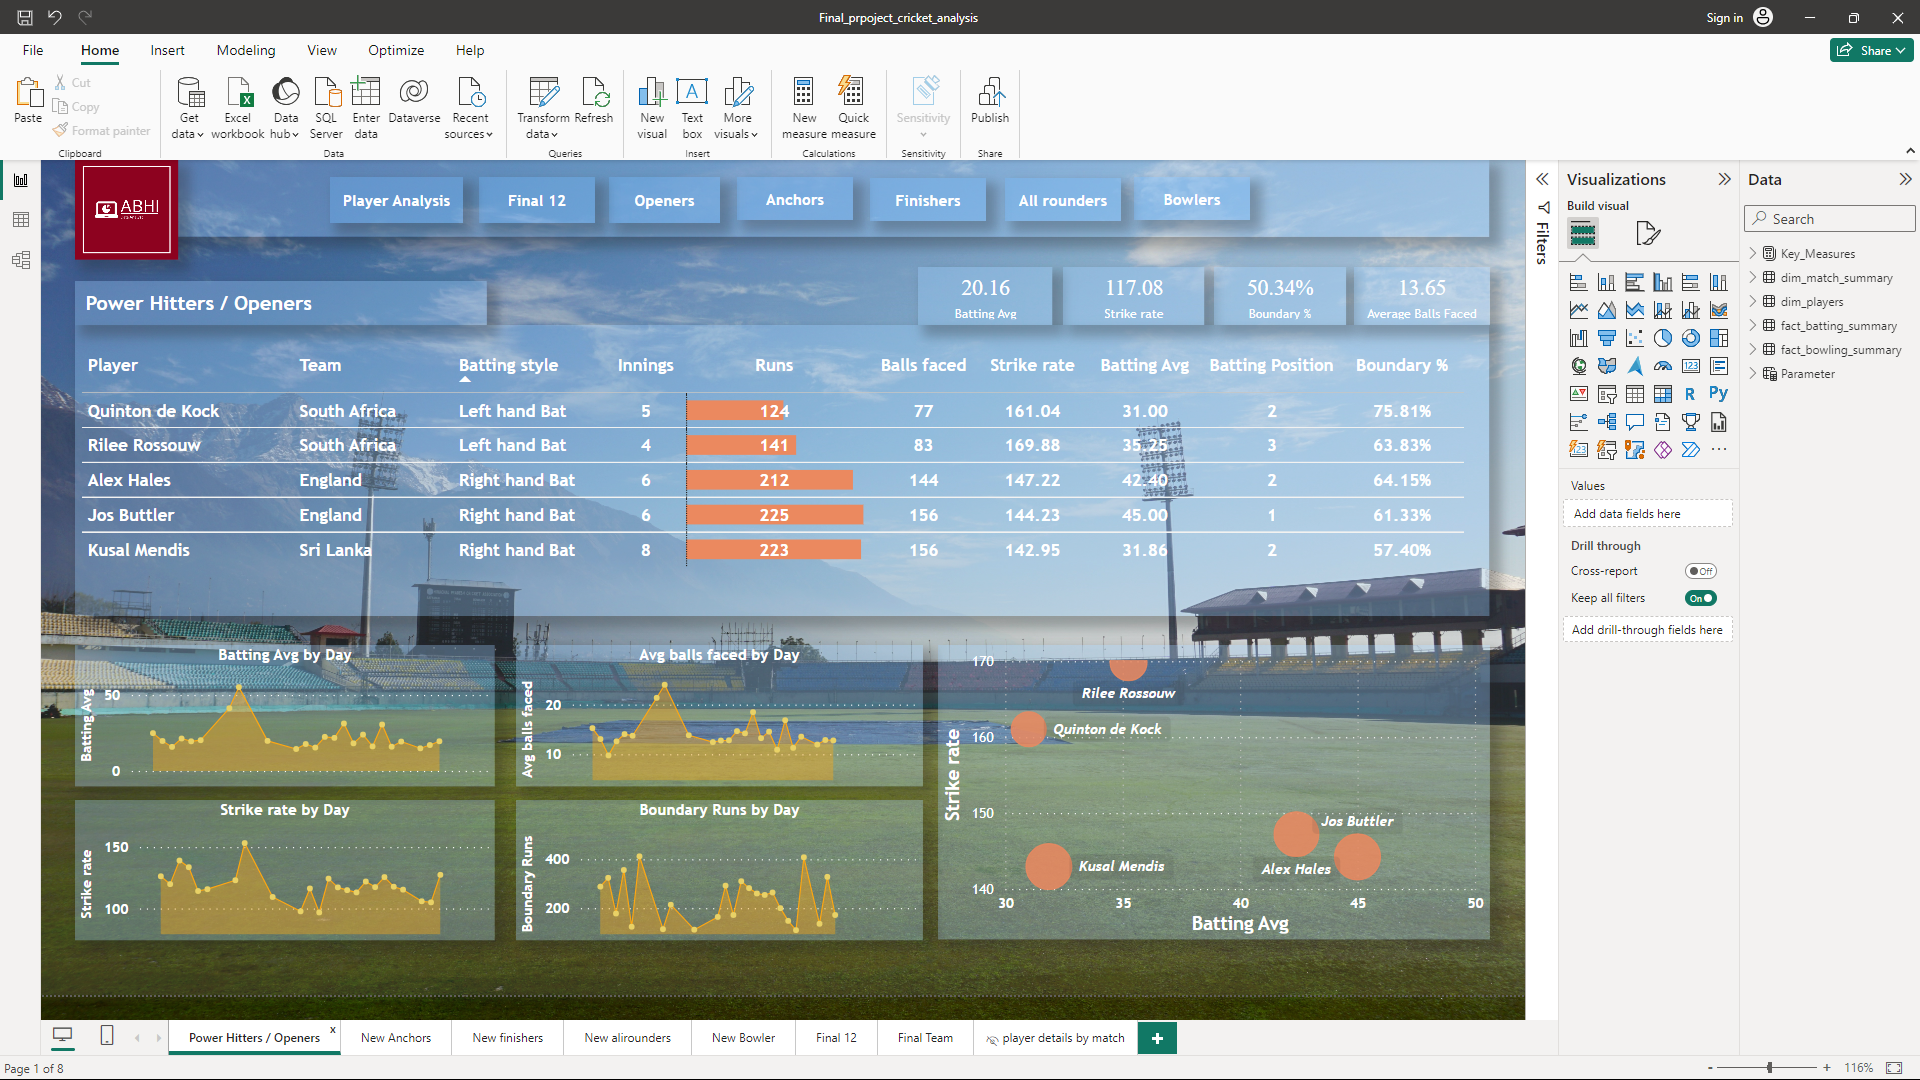 Final_prpoject_cricket_analysis
Sign in
File Home Insert Modeling View Optimize Help
Share
Paste
Cut
Copy
Format painter
Clipboard
Get data
Excel workbook
Data hub
SQL Server
Enter data
Dataverse
Recent sources
Data
Transform data
Refresh
Queries
New visual
Text box
More visuals
Insert
New measure
Quick measure
Calculations
Sensitivity
Sensitivity
Publish
Share
ABHI
Player Analysis
Final 12
Openers
Anchors
Finishers
All rounders
Bowlers
Power Hitters / Openers
20.16
Batting Avg
117.08
Strike rate
50.34%
Boundary %
13.65
Average Balls Faced
Player Team Batting style Innings Runs Balls faced Strike rate Batting Avg Batting Position Boundary %
Quinton de Kock South Africa Left hand Bat 5 124 77 161.04 31.00 2 75.81%
Rilee Rossouw South Africa Left hand Bat 4 141 83 169.88 35.25 3 63.83%
Alex Hales England Right hand Bat 6 212 144 147.22 42.40 2 64.15%
Jos Buttler England Right hand Bat 6 225 156 144.23 45.00 1 61.33%
Kusal Mendis Sri Lanka Right hand Bat 8 223 156 142.95 31.86 2 57.40%
Batting Avg by Day
Batting Avg
50
0
Avg balls faced by Day
Avg balls faced
20
10
Strike rate by Day
Strike rate
150
100
Boundary Runs by Day
Boundary Runs
400
200
Strike rate
170
160
150
140
Rilee Rossouw
Quinton de Kock
Jos Buttler
Alex Hales
Kusal Mendis
30 35 40 45 50
Batting Avg
Filters
Visualizations
Build visual
123
R
Py
123
Values
Add data fields here
Drill through
Cross-report
Off
Keep all filters
On
Add drill-through fields here
Data
Search
Key_Measures
dim_match_summary
dim_players
fact_batting_summary
fact_bowling_summary
Parameter
Power Hitters / Openers x
New Anchors
New finishers
New alirounders
New Bowler
Final 12
Final Team
player details by match
+
Page 1 of 8
- + 116%